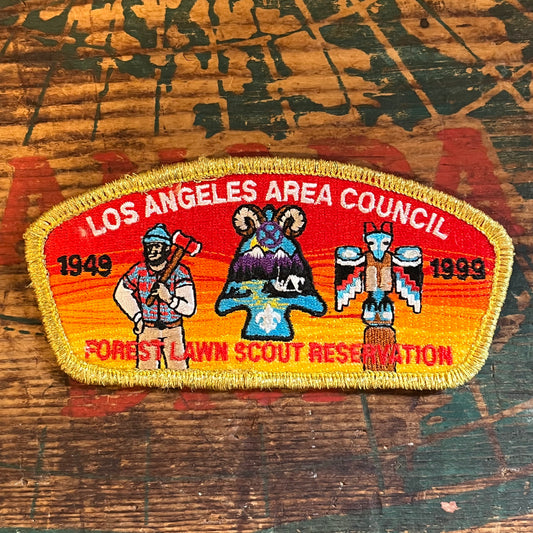 LOS ANGELES AREA COUNCIL
1949 1999
FOREST LAWN SCOUT RESERVATION